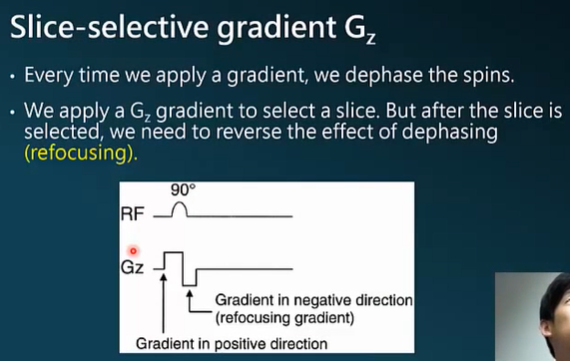 Slice-selective gradient Gz
• Every time we apply a gradient, we dephase the spins.
• We apply a Gz gradient to select a slice. But after the slice is
selected, we need to reverse the effect of dephasing
(refocusing).
90°
RF
Gz
Gradient in negative direction
(refocusing gradient)
Gradient in positive direction